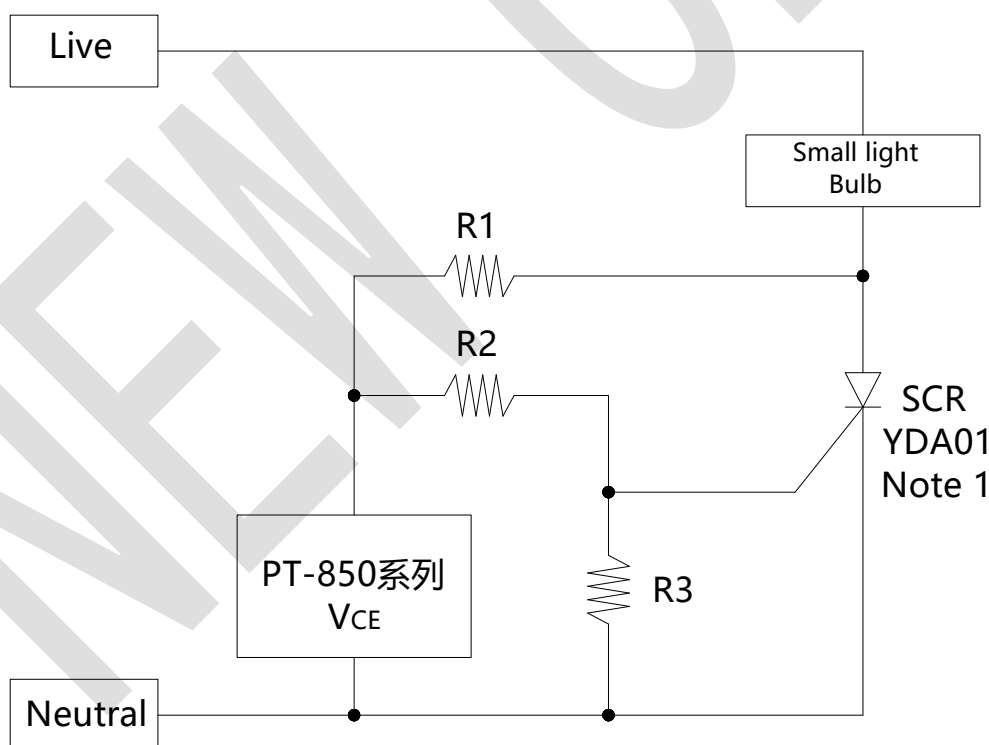 Live
Small light
Bulb
R1
R2
SCR
YDA01
Note 1
PT-850系列
VCE
R3
Neutral
NEW